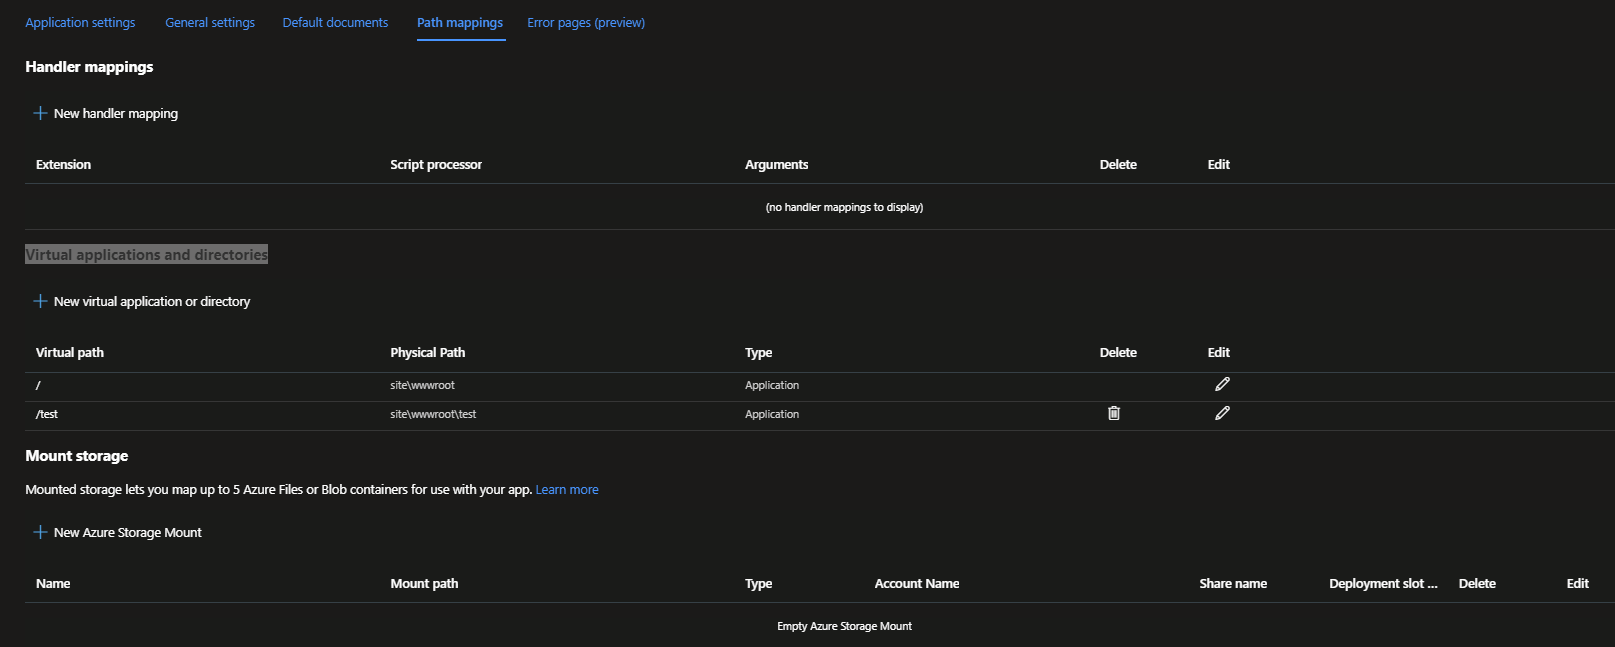 Application settings General settings Default documents Path mappings Error pages (preview)
Handler mappings
New handler mapping
Extension Script processor Arguments Delete Edit
(no handler mappings to display)
Virtual applications and directories
New virtual application or directory
Virtual path Physical Path Type Delete Edit
/ site\wwwroot Application
/test site\wwwroot\test Application
Mount storage
Mounted storage lets you map up to 5 Azure Files or Blob containers for use with your app. Learn more
New Azure Storage Mount
Name Mount path Type Account Name Share name Deployment slot ... Delete Edit
Empty Azure Storage Mount